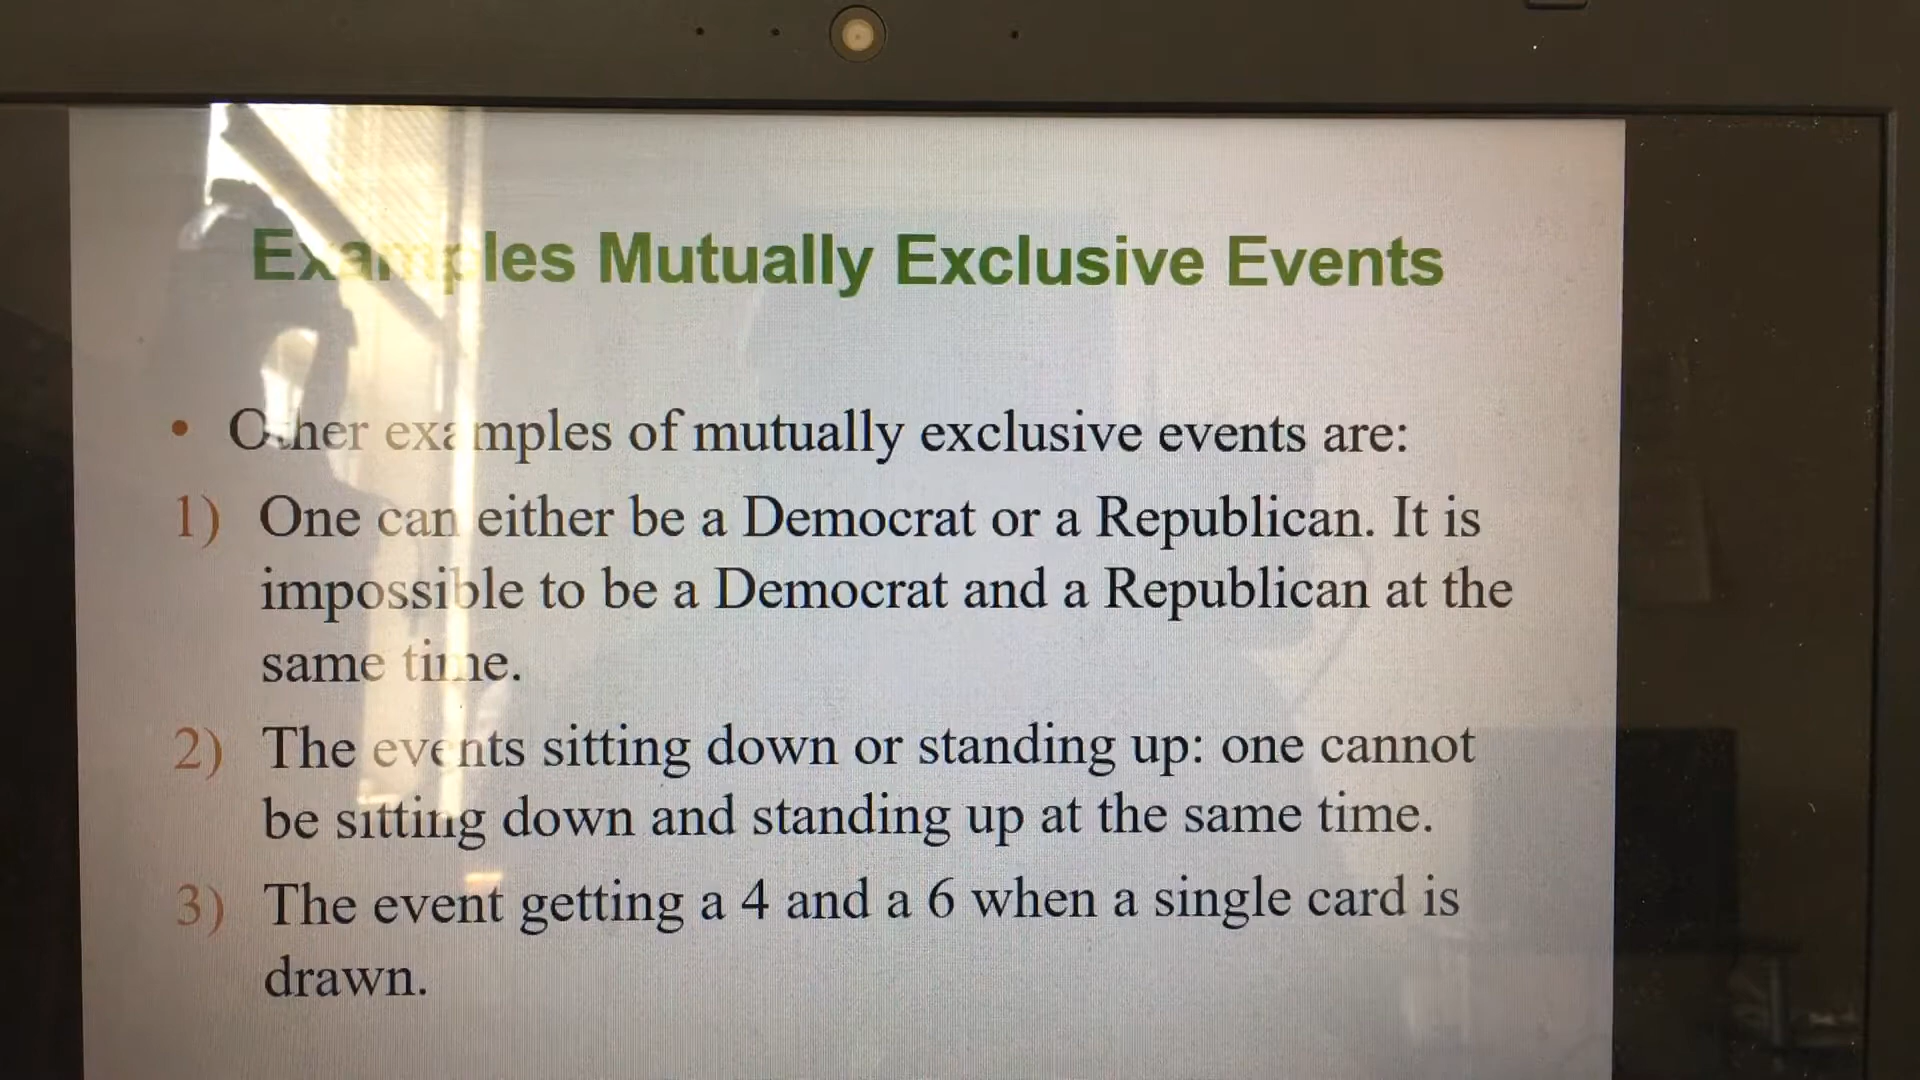 Examples Mutually Exclusive Events
• Other examples of mutually exclusive events are:
1) One can either be a Democrat or a Republican. It is
impossible to be a Democrat and a Republican at the
same time.
2) The events sitting down or standing up: one cannot
be sitting down and standing up at the same time.
3) The event getting a 4 and a 6 when a single card is
drawn.